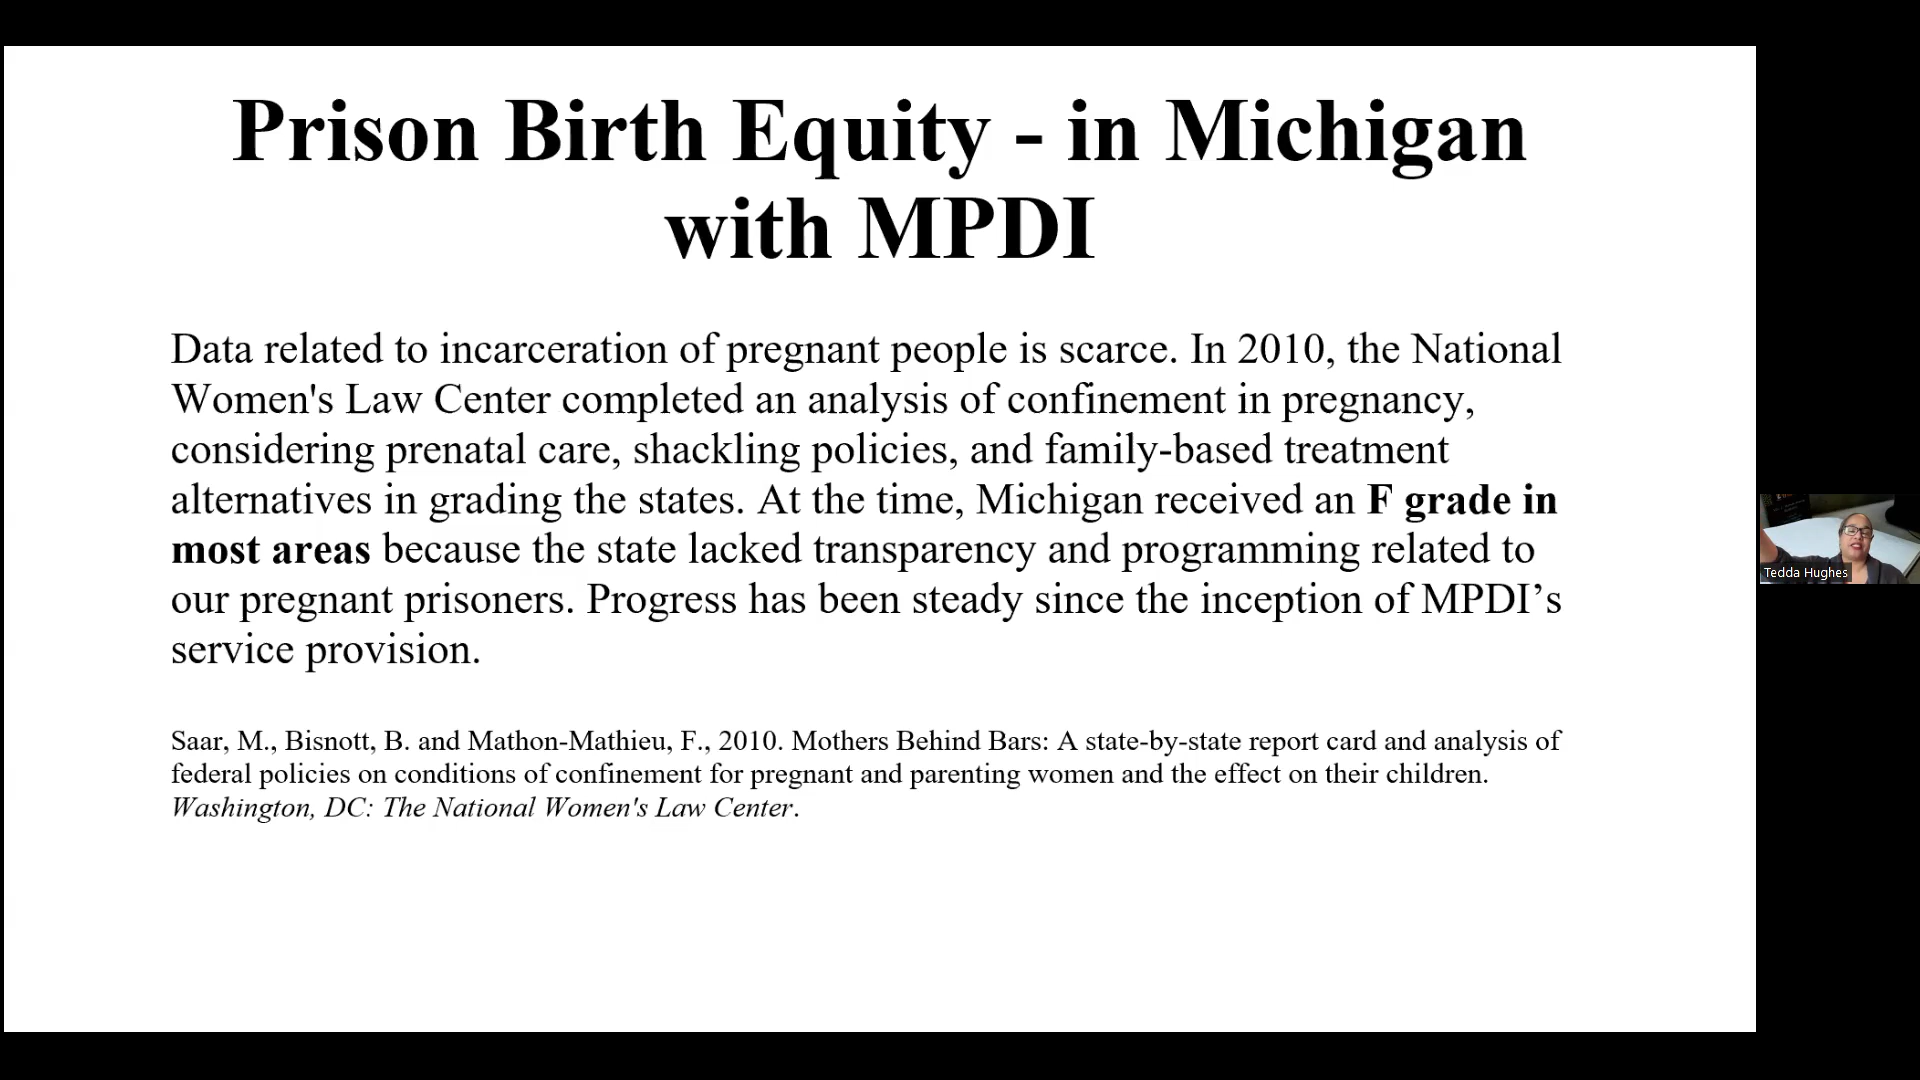 Prison Birth Equity - in Michigan
with MPDI
Data related to incarceration of pregnant people is scarce. In 2010, the National
Women's Law Center completed an analysis of confinement in pregnancy,
considering prenatal care, shackling policies, and family-based treatment
alternatives in grading the states. At the time, Michigan received an F grade in
most areas because the state lacked transparency and programming related to
our pregnant prisoners. Progress has been steady since the inception of MPDI’s
service provision.
Saar, M., Bisnott, B. and Mathon-Mathieu, F., 2010. Mothers Behind Bars: A state-by-state report card and analysis of
federal policies on conditions of confinement for pregnant and parenting women and the effect on their children.
Washington, DC: The National Women's Law Center.
Tedda Hughes